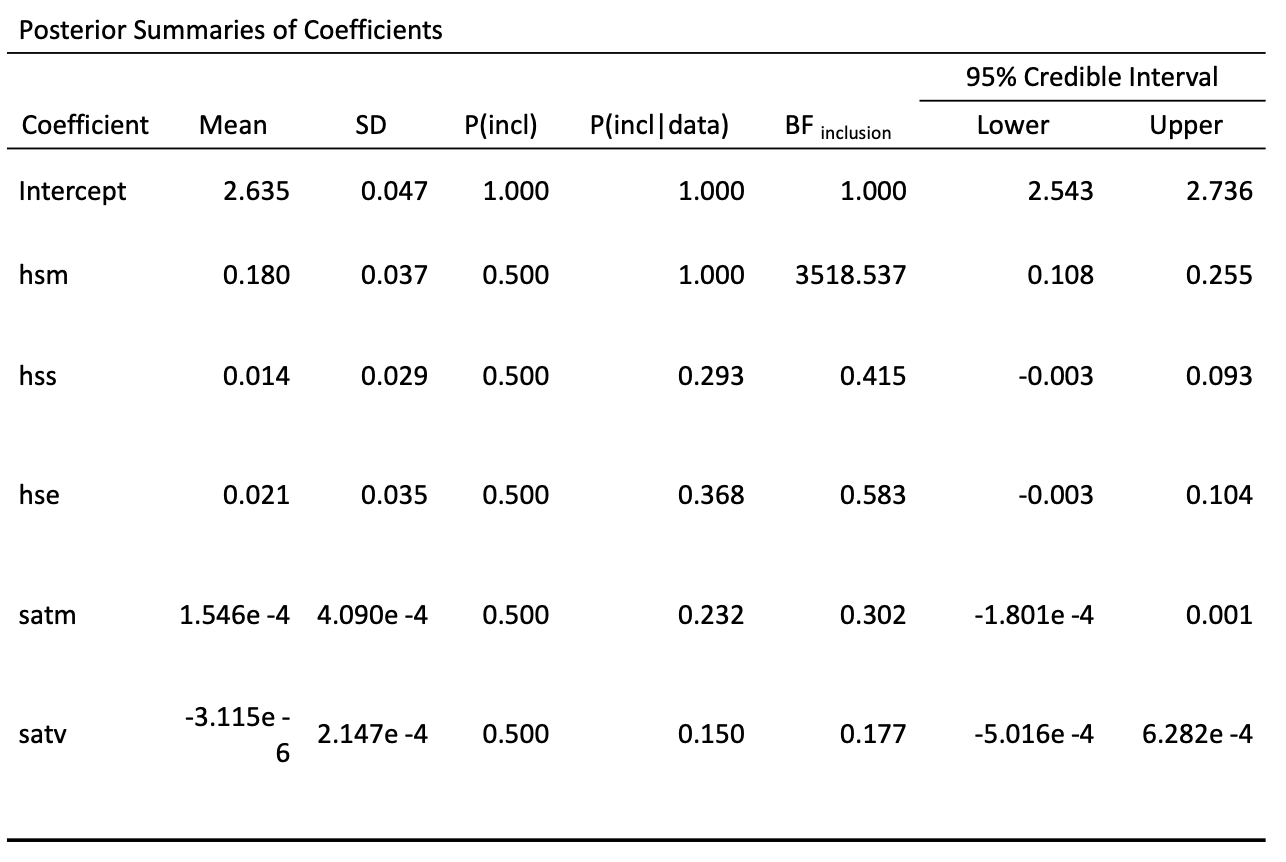 Posterior Summaries of Coefficients
95% Credible Interval
Coefficient Mean SD P(incl) P(incl|data) BF inclusion Lower Upper
Intercept 2.635 0.047 1.000 1.000 1.000 2.543 2.736
hsm 0.180 0.037 0.500 1.000 3518.537 0.108 0.255
hss 0.014 0.029 0.500 0.293 0.415 -0.003 0.093
hse 0.021 0.035 0.500 0.368 0.583 -0.003 0.104
satm 1.546e -4 4.090e -4 0.500 0.232 0.302 -1.801e -4 0.001
satv -3.115e -6 2.147e -4 0.500 0.150 0.177 -5.016e -4 6.282e -4